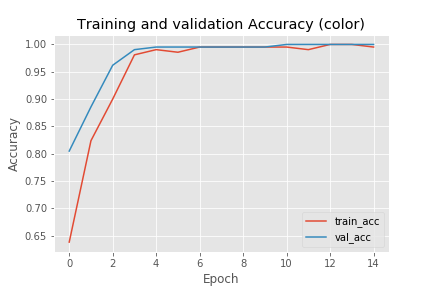 Training and validation Accuracy (color)
1.00
0.95
0.90
0.85
0.80
0.75
0.70
0.65
Accuracy
train_acc
val_acc
0 2 4 6 8 10 12 14
Epoch